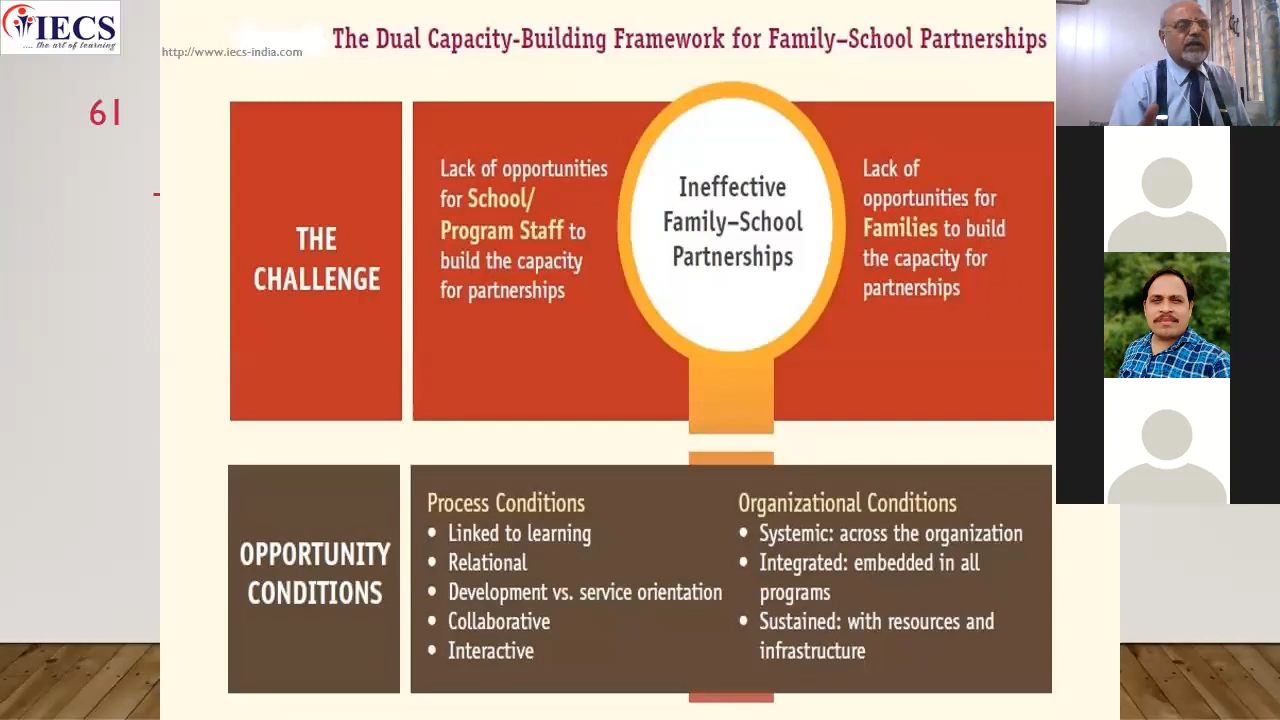 IECS
.... the art of learning
http://www.iecs-india.com
The Dual Capacity-Building Framework for Family–School Partnerships
61
THE
CHALLENGE
Lack of opportunities
for School/
Program Staff to
build the capacity
for partnerships
Ineffective
Family–School
Partnerships
Lack of
opportunities for
Families to build
the capacity for
partnerships
OPPORTUNITY
CONDITIONS
Process Conditions
• Linked to learning
• Relational
• Development vs. service orientation
• Collaborative
• Interactive
Organizational Conditions
• Systemic: across the organization
• Integrated: embedded in all
programs
• Sustained: with resources and
infrastructure